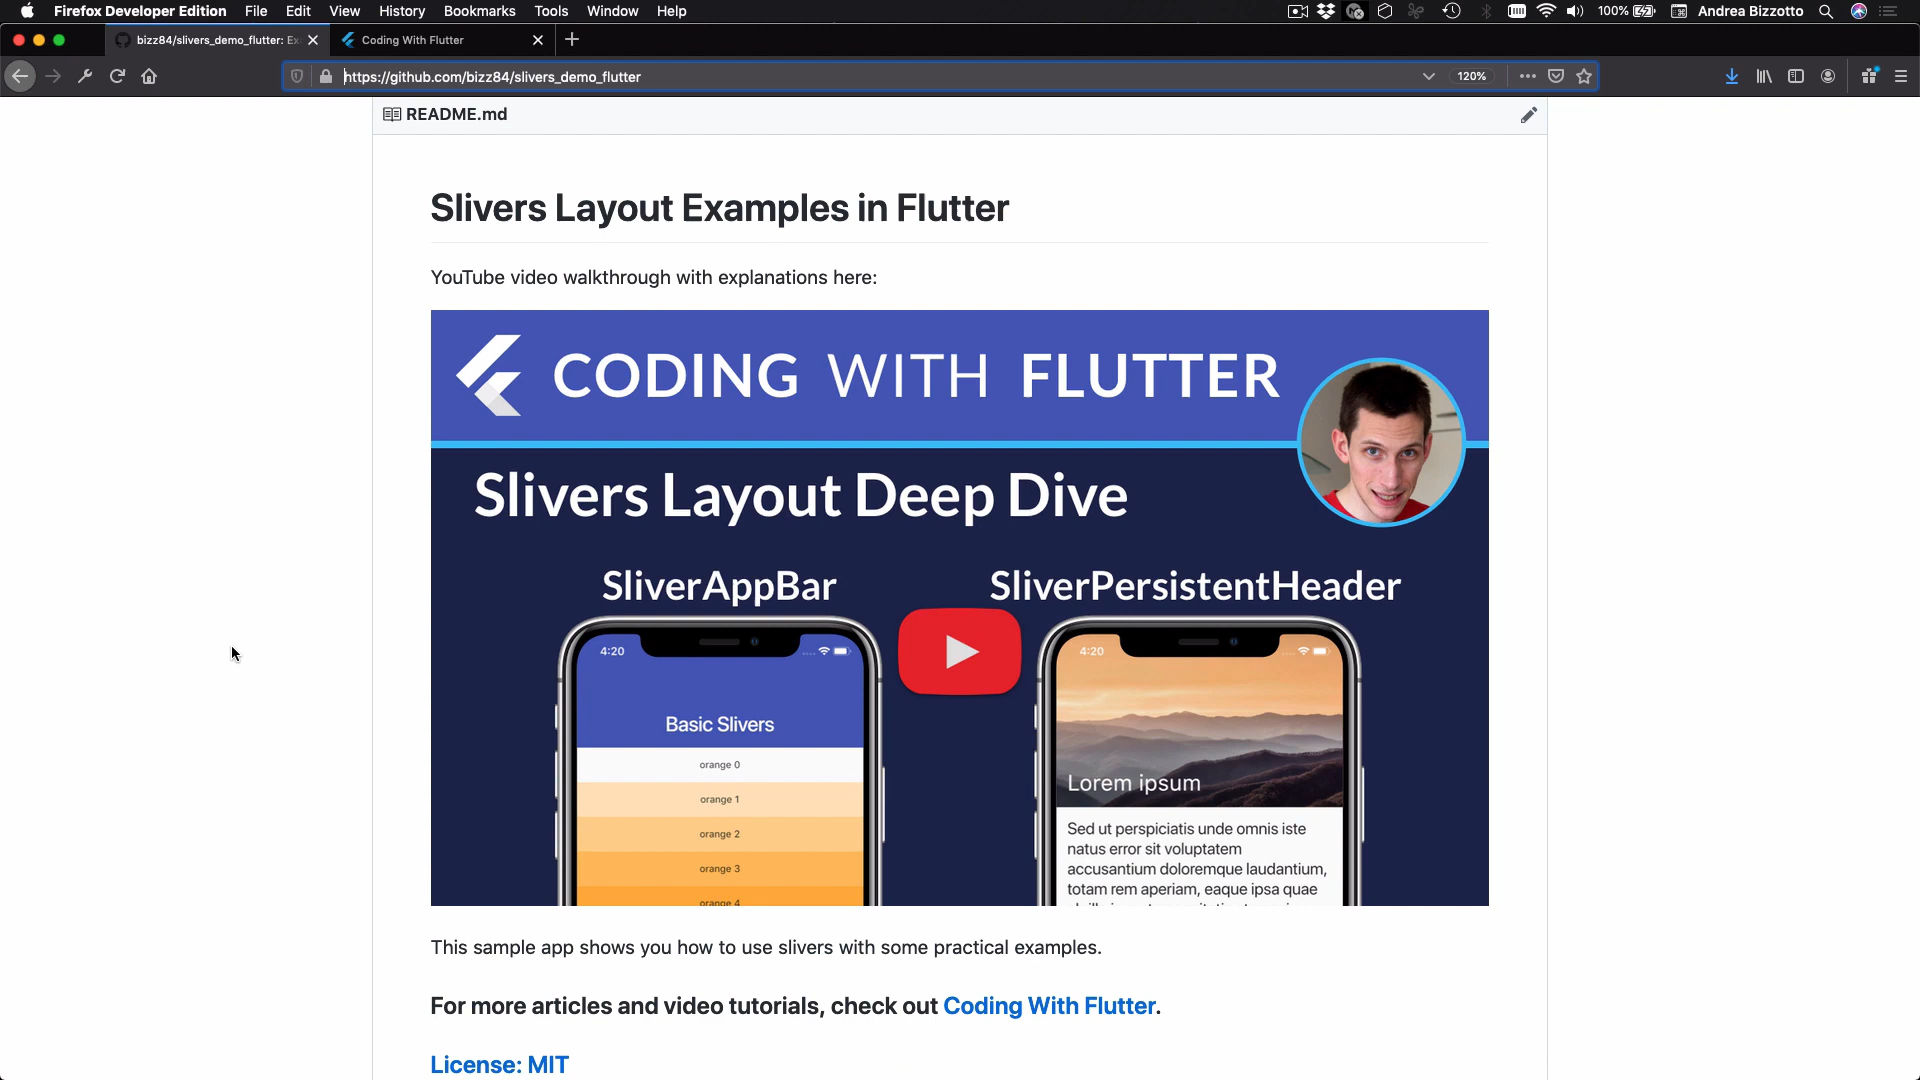 Firefox Developer Edition File Edit View History Bookmarks Tools Window Help 100% Andrea Bizzotto
bizz84/slivers_demo_flutter: Ex
Coding With Flutter
https://github.com/bizz84/slivers_demo_flutter 120%
README.md
Slivers Layout Examples in Flutter
YouTube video walkthrough with explanations here:
CODING WITH FLUTTER
Slivers Layout Deep Dive
SliverAppBar
SliverPersistentHeader
4:20
Basic Slivers
orange 0
orange 1
orange 2
orange 3
orange 4
4:20
Lorem ipsum
Sed ut perspiciatis unde omnis iste
natus error sit voluptatem
accusantium doloremque laudantium,
totam rem aperiam, eaque ipsa quae
This sample app shows you how to use slivers with some practical examples.
For more articles and video tutorials, check out Coding With Flutter.
License: MIT